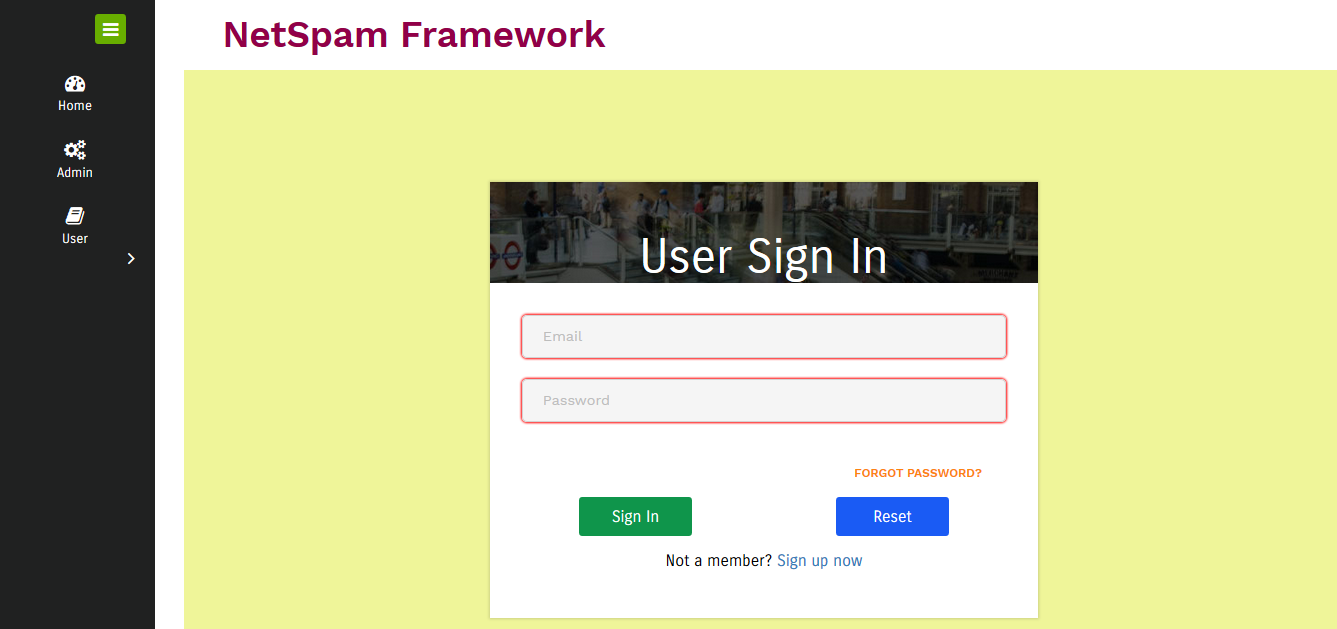 NetSpam Framework
Home
Admin
User
User Sign In
Email
Password
FORGOT PASSWORD?
Sign In
Reset
Not a member? Sign up now